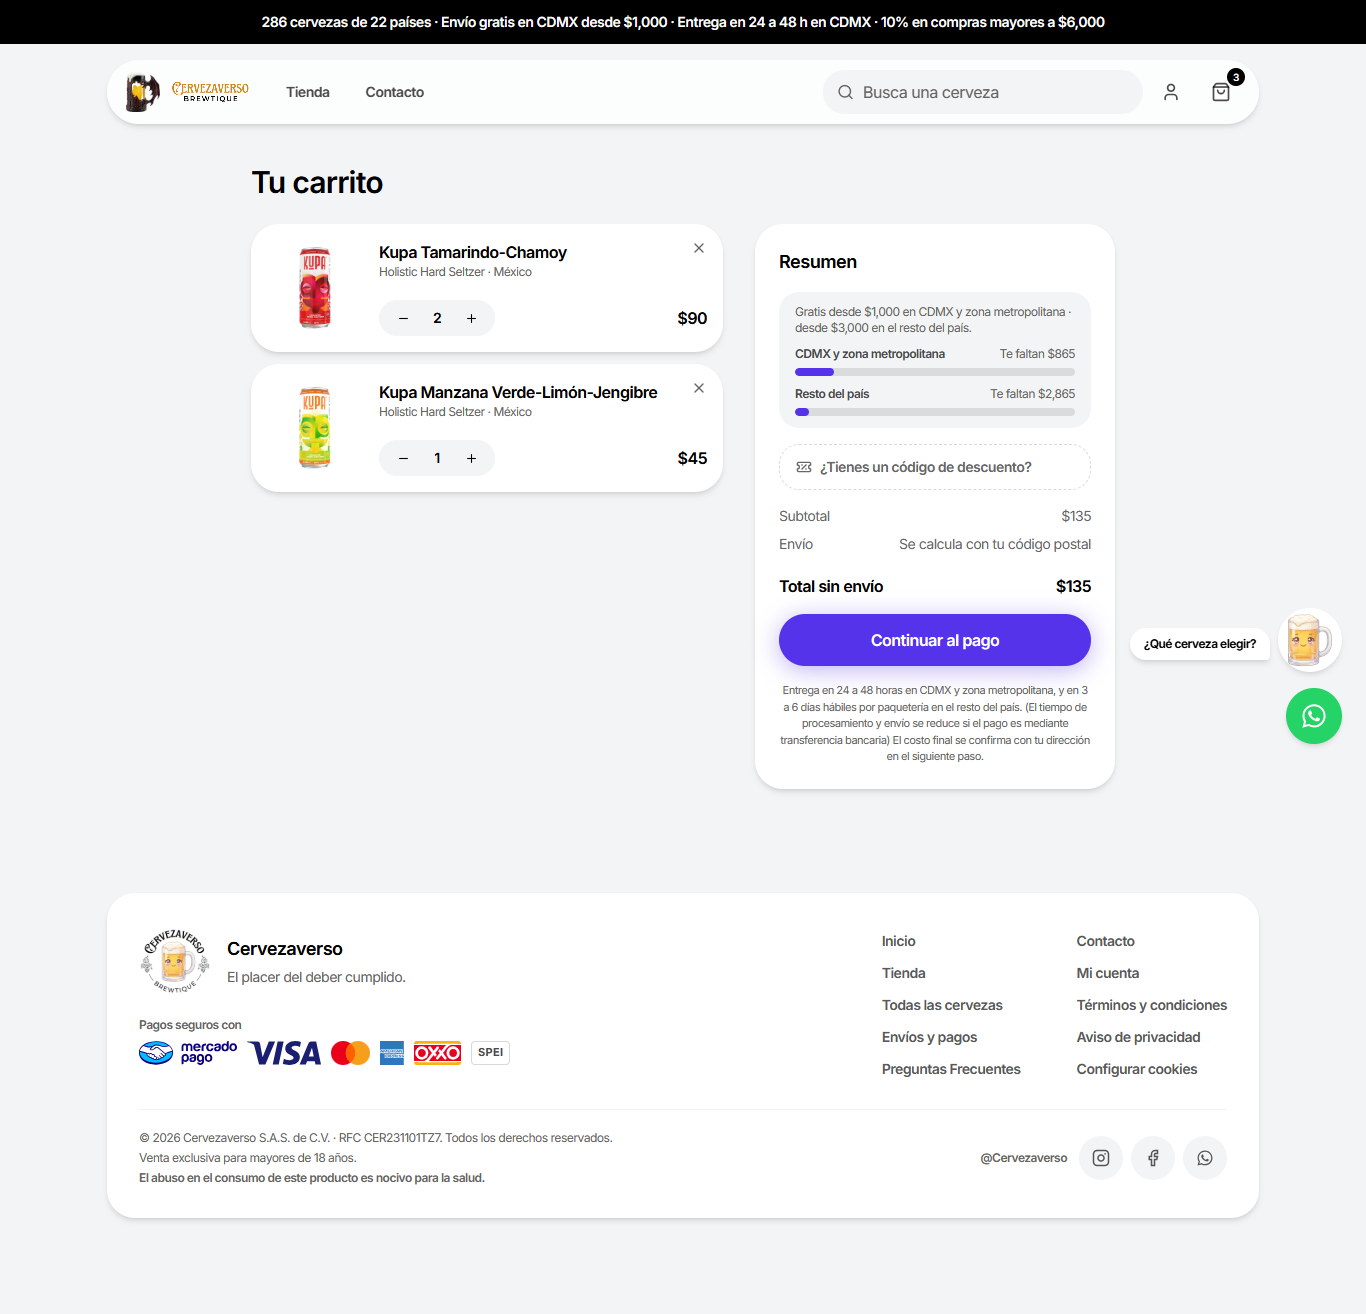 286 cervezas de 22 países · Envío gratis en CDMX desde $1,000 · Entrega en 24 a 48 h en CDMX · 10% en compras mayores a $6,000
CERVEZAVERSO
BREWTIQUE
Tienda
Contacto
Busca una cerveza
3
Tu carrito
KUPA
Kupa Tamarindo-Chamoy
Holistic Hard Seltzer · México
− 2 +
$90
KUPA
Kupa Manzana Verde-Limón-Jengibre
Holistic Hard Seltzer · México
− 1 +
$45
Resumen
Gratis desde $1,000 en CDMX y zona metropolitana ·
desde $3,000 en el resto del país.
CDMX y zona metropolitana Te faltan $865
Resto del país Te faltan $2,865
¿Tienes un código de descuento?
Subtotal $135
Envío Se calcula con tu código postal
Total sin envío $135
Continuar al pago
Entrega en 24 a 48 horas en CDMX y zona metropolitana, y en 3
a 6 días hábiles por paquetería en el resto del país. (El tiempo de
procesamiento y envío se reduce si el pago es mediante
transferencia bancaria) El costo final se confirma con tu dirección
en el siguiente paso.
¿Qué cerveza elegir?
CERVEZAVERSO
BREWTIQUE
Cervezaverso
El placer del deber cumplido.
Pagos seguros con
mercado
pago
VISA
OXXO
SPEI
Inicio
Tienda
Todas las cervezas
Envíos y pagos
Preguntas Frecuentes
Contacto
Mi cuenta
Términos y condiciones
Aviso de privacidad
Configurar cookies
© 2026 Cervezaverso S.A.S. de C.V. · RFC CER231101TZ7. Todos los derechos reservados.
Venta exclusiva para mayores de 18 años.
El abuso en el consumo de este producto es nocivo para la salud.
@Cervezaverso